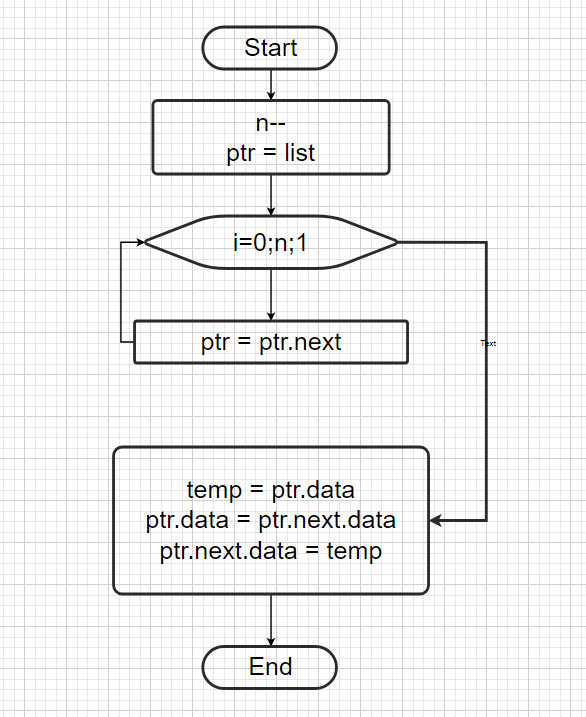 Start
n--
ptr = list
i=0;n;1
ptr = ptr.next
Text
temp = ptr.data
ptr.data = ptr.next.data
ptr.next.data = temp
End